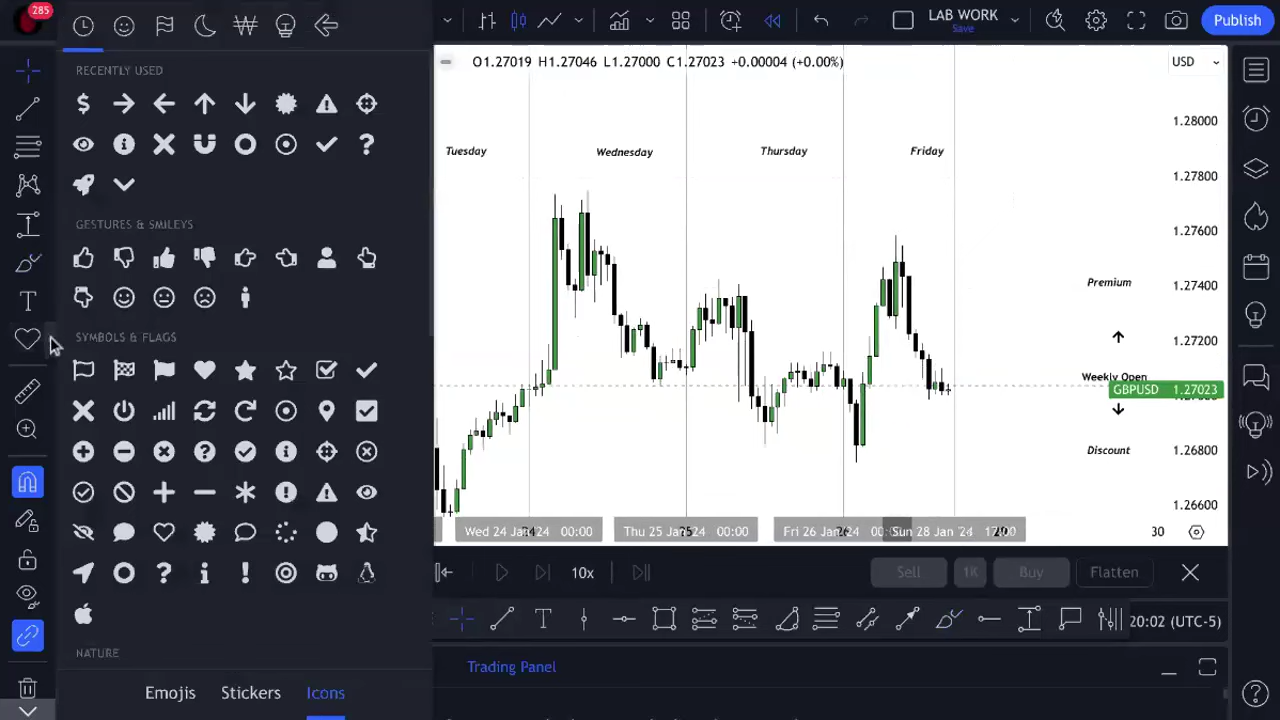 285
LAB WORK
Save
Publish
RECENTLY USED
GESTURES & SMILEYS
SYMBOLS & FLAGS
NATURE
Emojis
Stickers
Icons
O1.27019 H1.27046 L1.27000 C1.27023 +0.00004 (+0.00%)
USD
Tuesday
Wednesday
Thursday
Friday
1.28000
1.27800
1.27600
1.27400
1.27200
1.26800
1.26600
Premium
Weekly Open
GBPUSD 1.27023
Discount
Wed 24 Jan '24 00:00
Thu 25 Jan '24 00:00
Fri 26 Jan '24
Sun 28 Jan '24 17:00
30
10x
Sell
1K
Buy
Flatten
20:02 (UTC-5)
Trading Panel